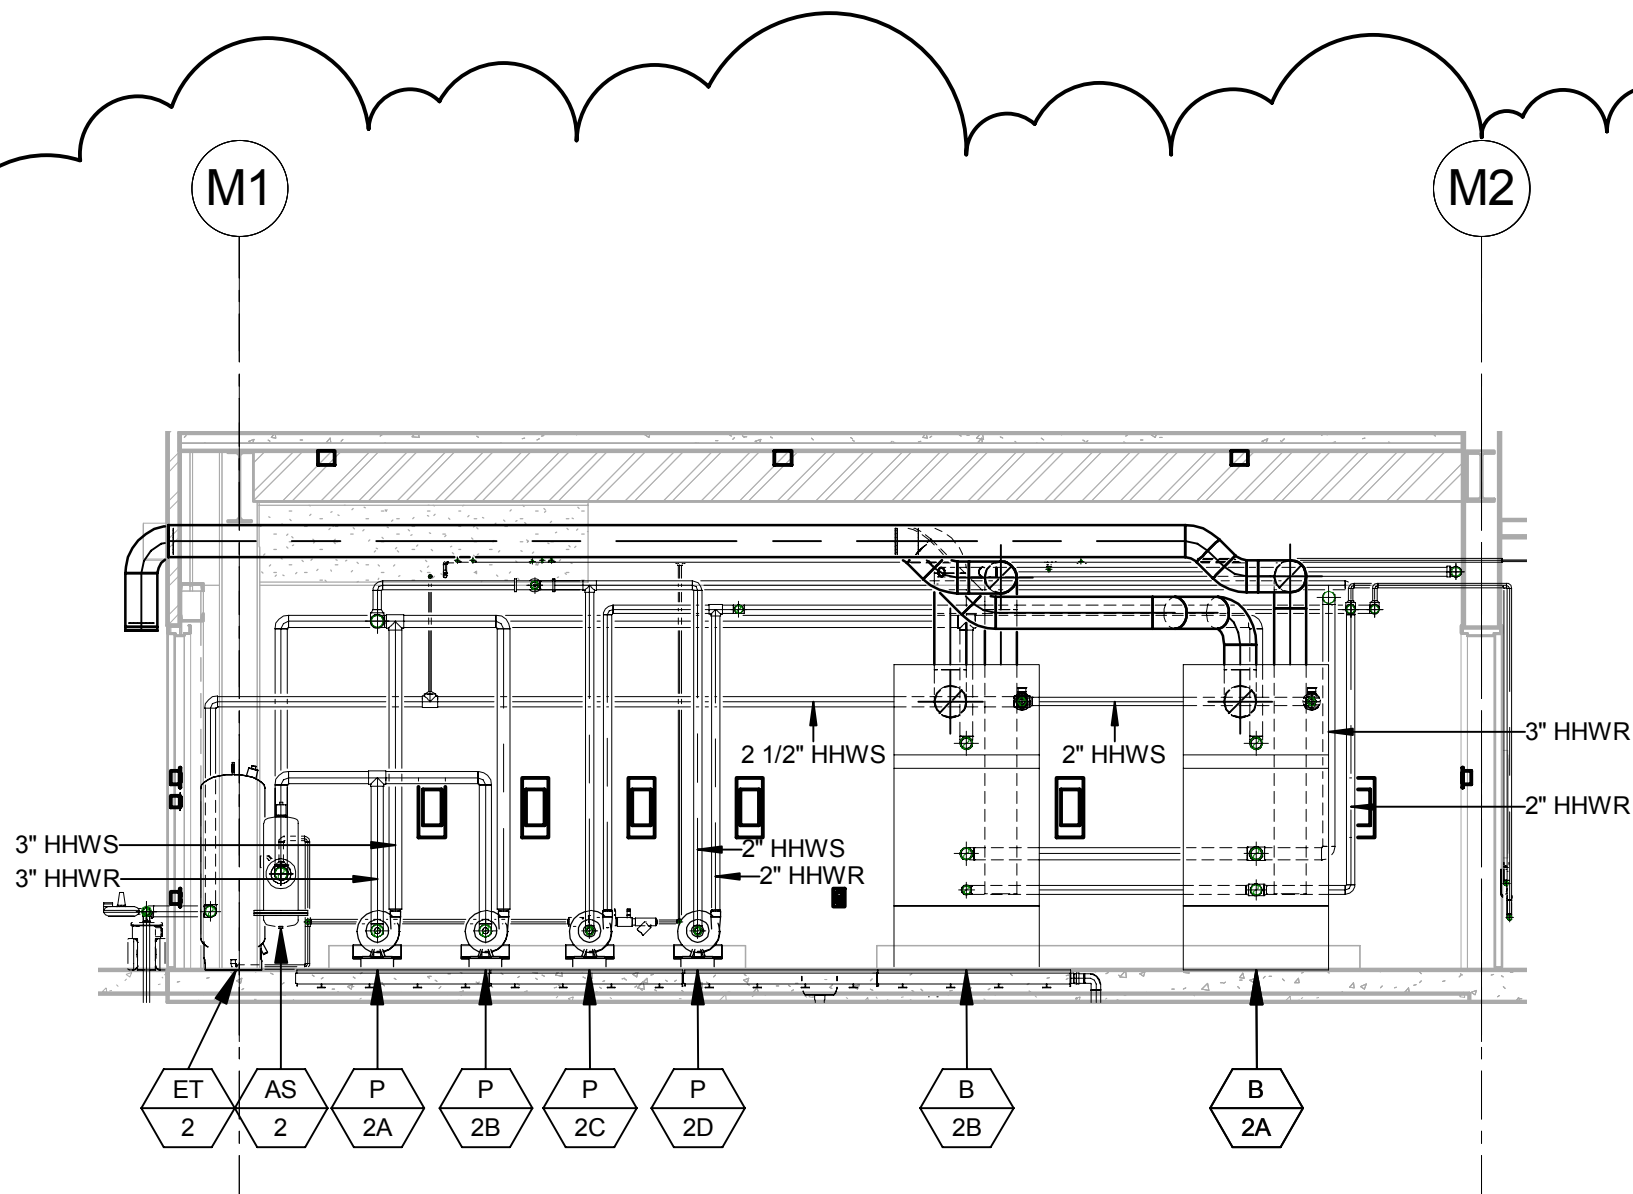 M1
M2
2 1/2" HHWS
2" HHWS
3" HHWR
2" HHWR
3" HHWS
3" HHWR
2" HHWS
2" HHWR
ET
2
AS
2
P
2A
P
2B
P
2C
P
2D
B
2B
B
2A